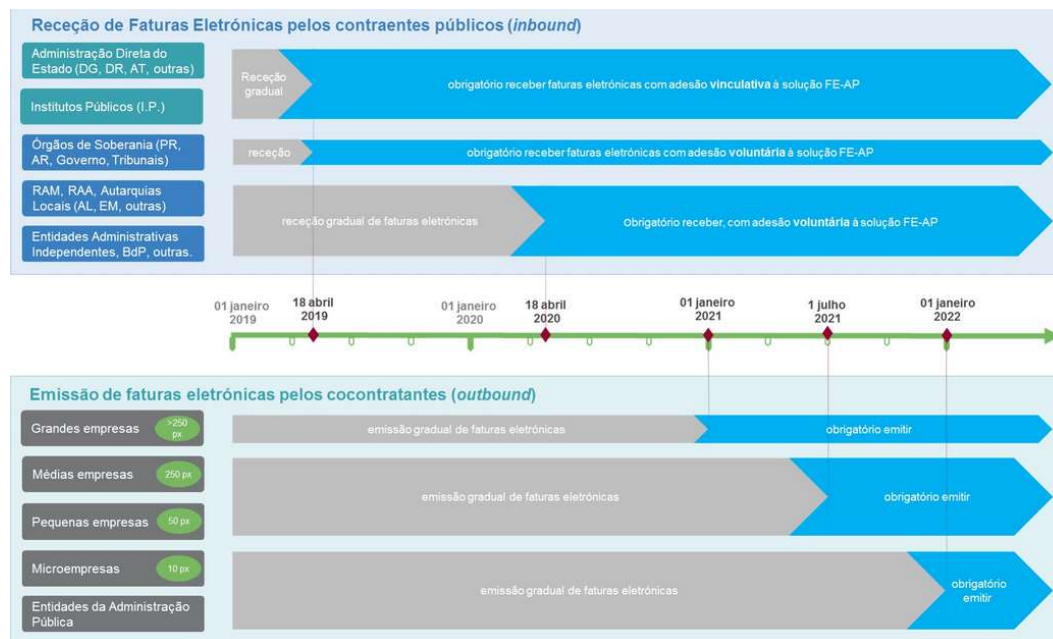 Receção de Faturas Eletrónicas pelos contraentes públicos (inbound)
Administração Direta do
Estado (DG, DR, AT, outras)
Institutos Públicos (I.P.)
Receção
gradual
obrigatório receber faturas eletrónicas com adesão vinculativa à solução FE-AP
Órgãos de Soberania (PR,
AR, Governo, Tribunais)
receção
obrigatório receber faturas eletrónicas com adesão voluntária à solução FE-AP
RAM, RAA, Autarquias
Locais (AL, EM, outras)
Entidades Administrativas
Independentes, BdP, outras.
receção gradual de faturas eletrónicas
Obrigatório receber, com adesão voluntária à solução FE-AP
01 janeiro
2019
18 abril
2019
01 janeiro
2020
18 abril
2020
01 janeiro
2021
1 julho
2021
01 janeiro
2022
Emissão de faturas eletrónicas pelos cocontratantes (outbound)
Grandes empresas
>250
px
emissão gradual de faturas eletrónicas
obrigatório emitir
Médias empresas
250 px
Pequenas empresas
50 px
emissão gradual de faturas eletrónicas
obrigatório emitir
Microempresas
10 px
Entidades da Administração
Pública
emissão gradual de faturas eletrónicas
obrigatório
emitir